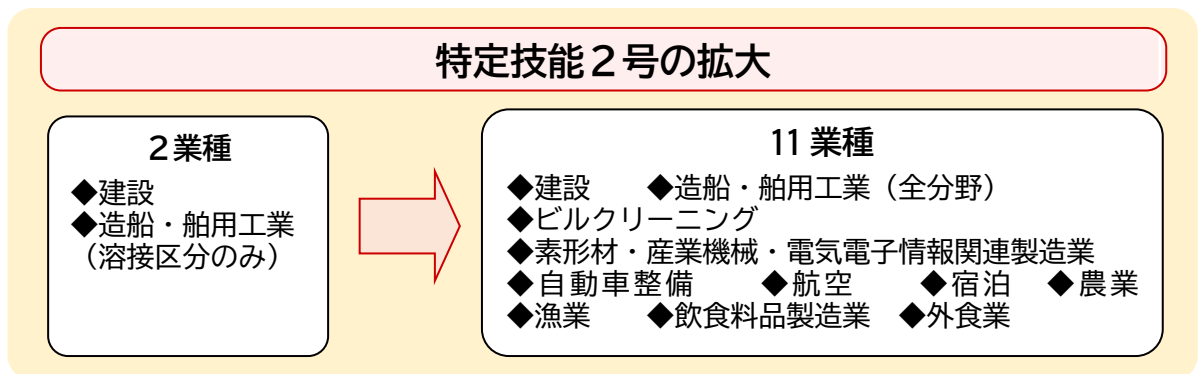 特定技能２号の拡大
２業種
◆建設
◆造船・舶用工業
（溶接区分のみ）
11 業種
◆建設　◆造船・舶用工業（全分野）
◆ビルクリーニング
◆素形材・産業機械・電気電子情報関連製造業
◆自動車整備　◆航空　◆宿泊　◆農業
◆漁業　◆飲食料品製造業　◆外食業